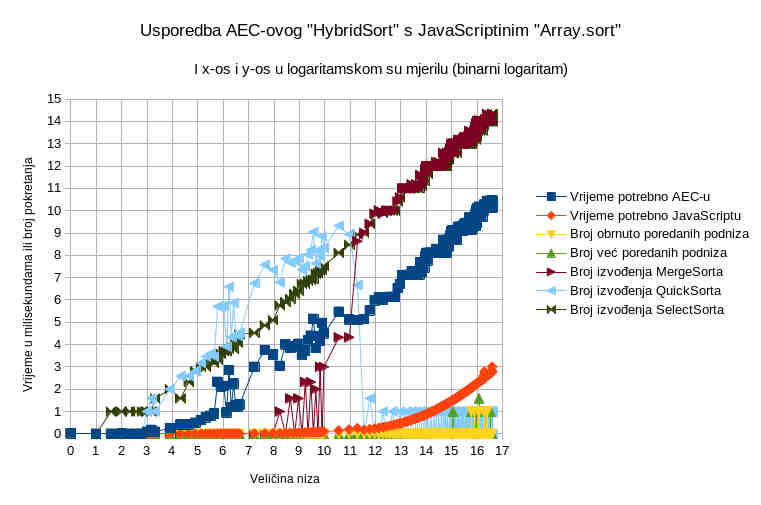 Usporedba AEC-ovog "HybridSort" s JavaScriptinim "Array.sort"
I x-os i y-os u logaritamskom su mjerilu (binarni logaritam)
Vrijeme u milisekundama ili broj pokretanja
15
14
13
12
11
10
9
8
7
6
5
4
3
2
1
0
0 1 2 3 4 5 6 7 8 9 10 11 12 13 14 15 16 17
Veličina niza
Vrijeme potrebno AEC-u
Vrijeme potrebno JavaScriptu
Broj obrnuto poredanih podniza
Broj već poredanih podniza
Broj izvođenja MergeSorta
Broj izvođenja QuickSorta
Broj izvođenja SelectSorta